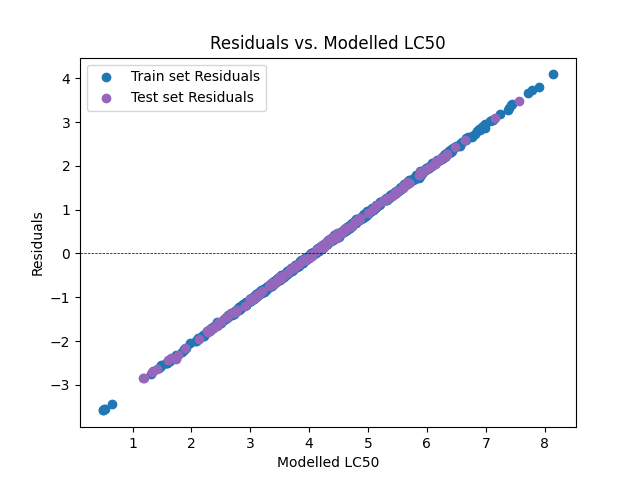 Residuals vs. Modelled LC50
Train set Residuals
Test set Residuals
4
3
2
1
0
−1
−2
−3
Residuals
1 2 3 4 5 6 7 8
Modelled LC50